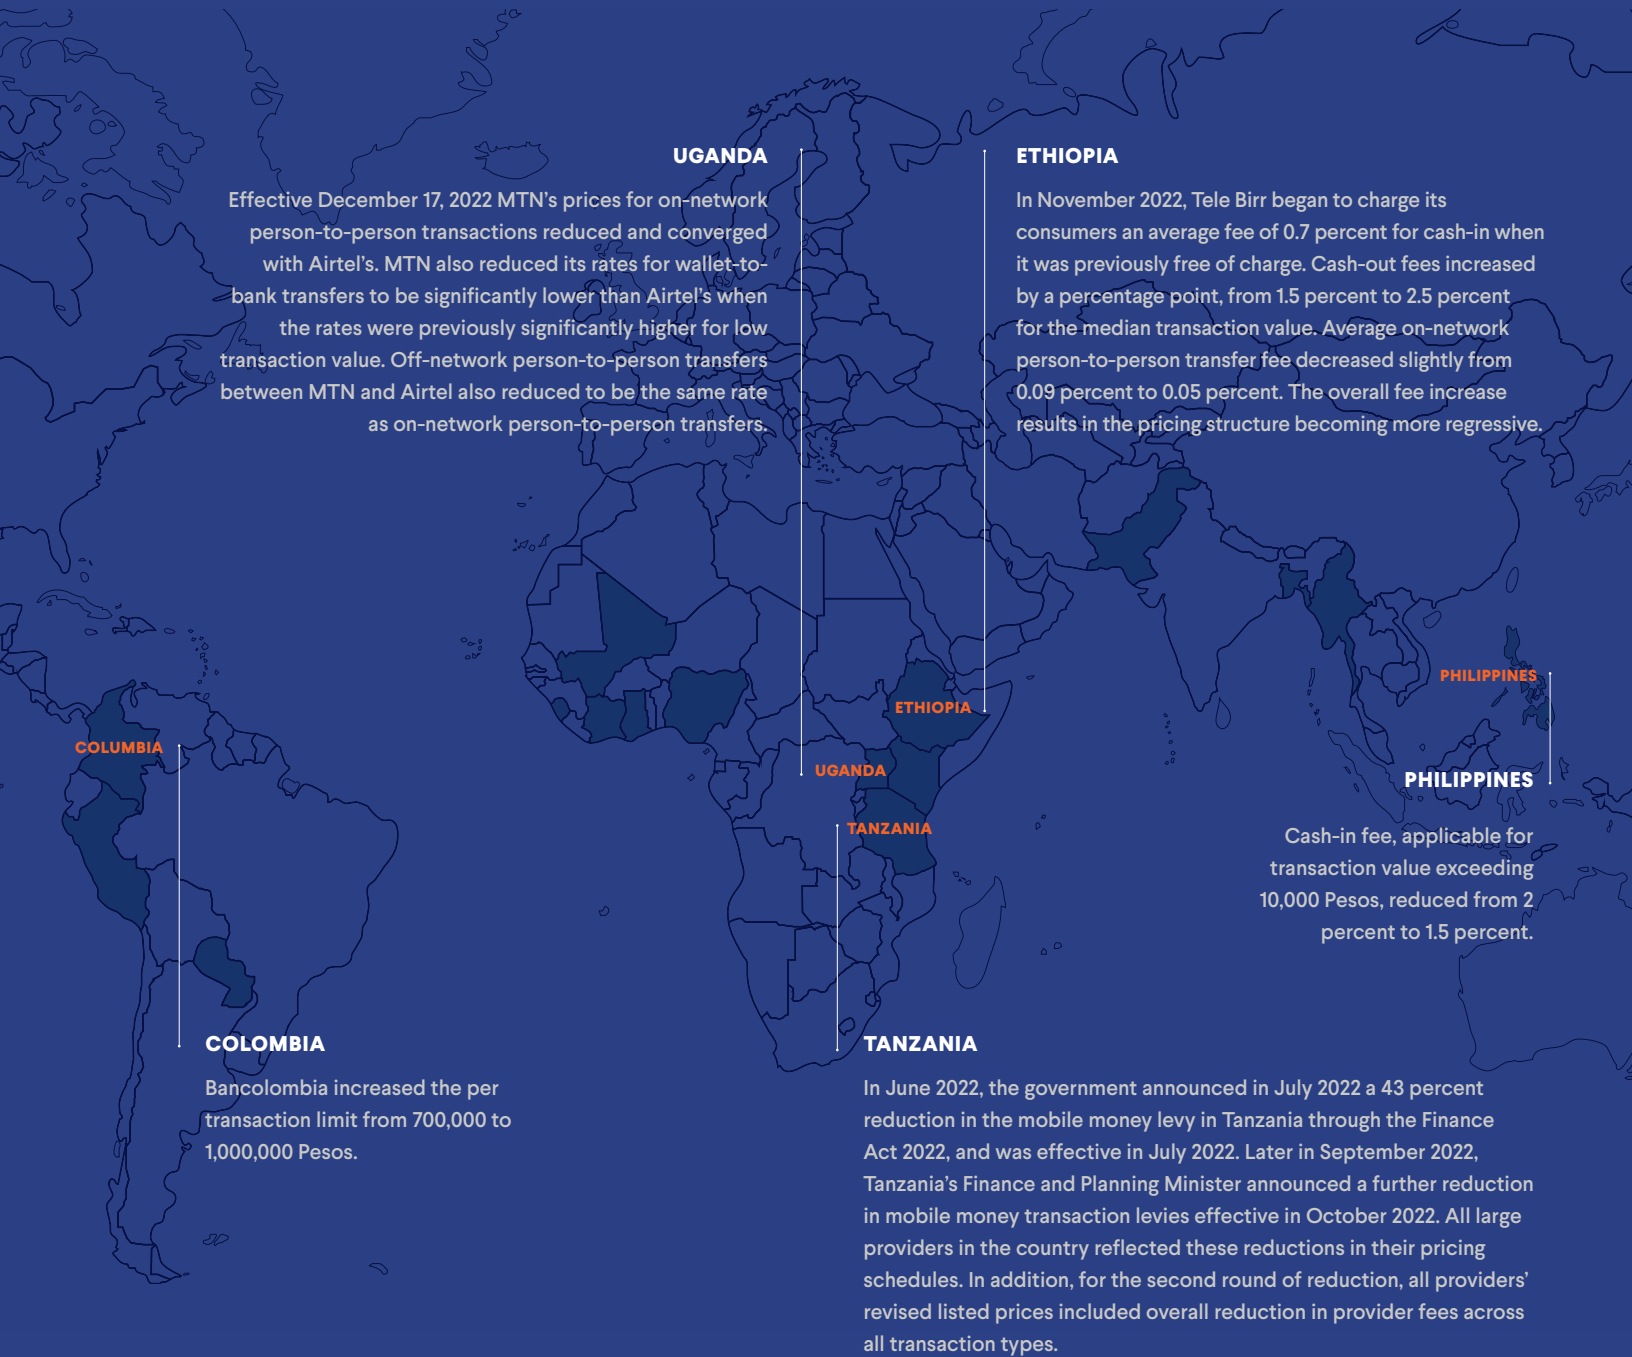 UGANDA
Effective December 17, 2022 MTN's prices for on-network
person-to-person transactions reduced and converged
with Airtel's. MTN also reduced its rates for wallet-to-
bank transfers to be significantly lower than Airtel's when
the rates were previously significantly higher for low
transaction value. Off-network person-to-person transfers
between MTN and Airtel also reduced to be the same rate
as on-network person-to-person transfers.
ETHIOPIA
In November 2022, Tele Birr began to charge its
consumers an average fee of 0.7 percent for cash-in when
it was previously free of charge. Cash-out fees increased
by a percentage point, from 1.5 percent to 2.5 percent
for the median transaction value. Average on-network
person-to-person transfer fee decreased slightly from
0.09 percent to 0.05 percent. The overall fee increase
results in the pricing structure becoming more regressive.
PHILIPPINES
ETHIOPIA
COLUMBIA
UGANDA
TANZANIA
PHILIPPINES
Cash-in fee, applicable for
transaction value exceeding
10,000 Pesos, reduced from 2
percent to 1.5 percent.
COLOMBIA
Bancolombia increased the per
transaction limit from 700,000 to
1,000,000 Pesos.
TANZANIA
In June 2022, the government announced in July 2022 a 43 percent
reduction in the mobile money levy in Tanzania through the Finance
Act 2022, and was effective in July 2022. Later in September 2022,
Tanzania's Finance and Planning Minister announced a further reduction
in mobile money transaction levies effective in October 2022. All large
providers in the country reflected these reductions in their pricing
schedules. In addition, for the second round of reduction, all providers'
revised listed prices included overall reduction in provider fees across
all transaction types.